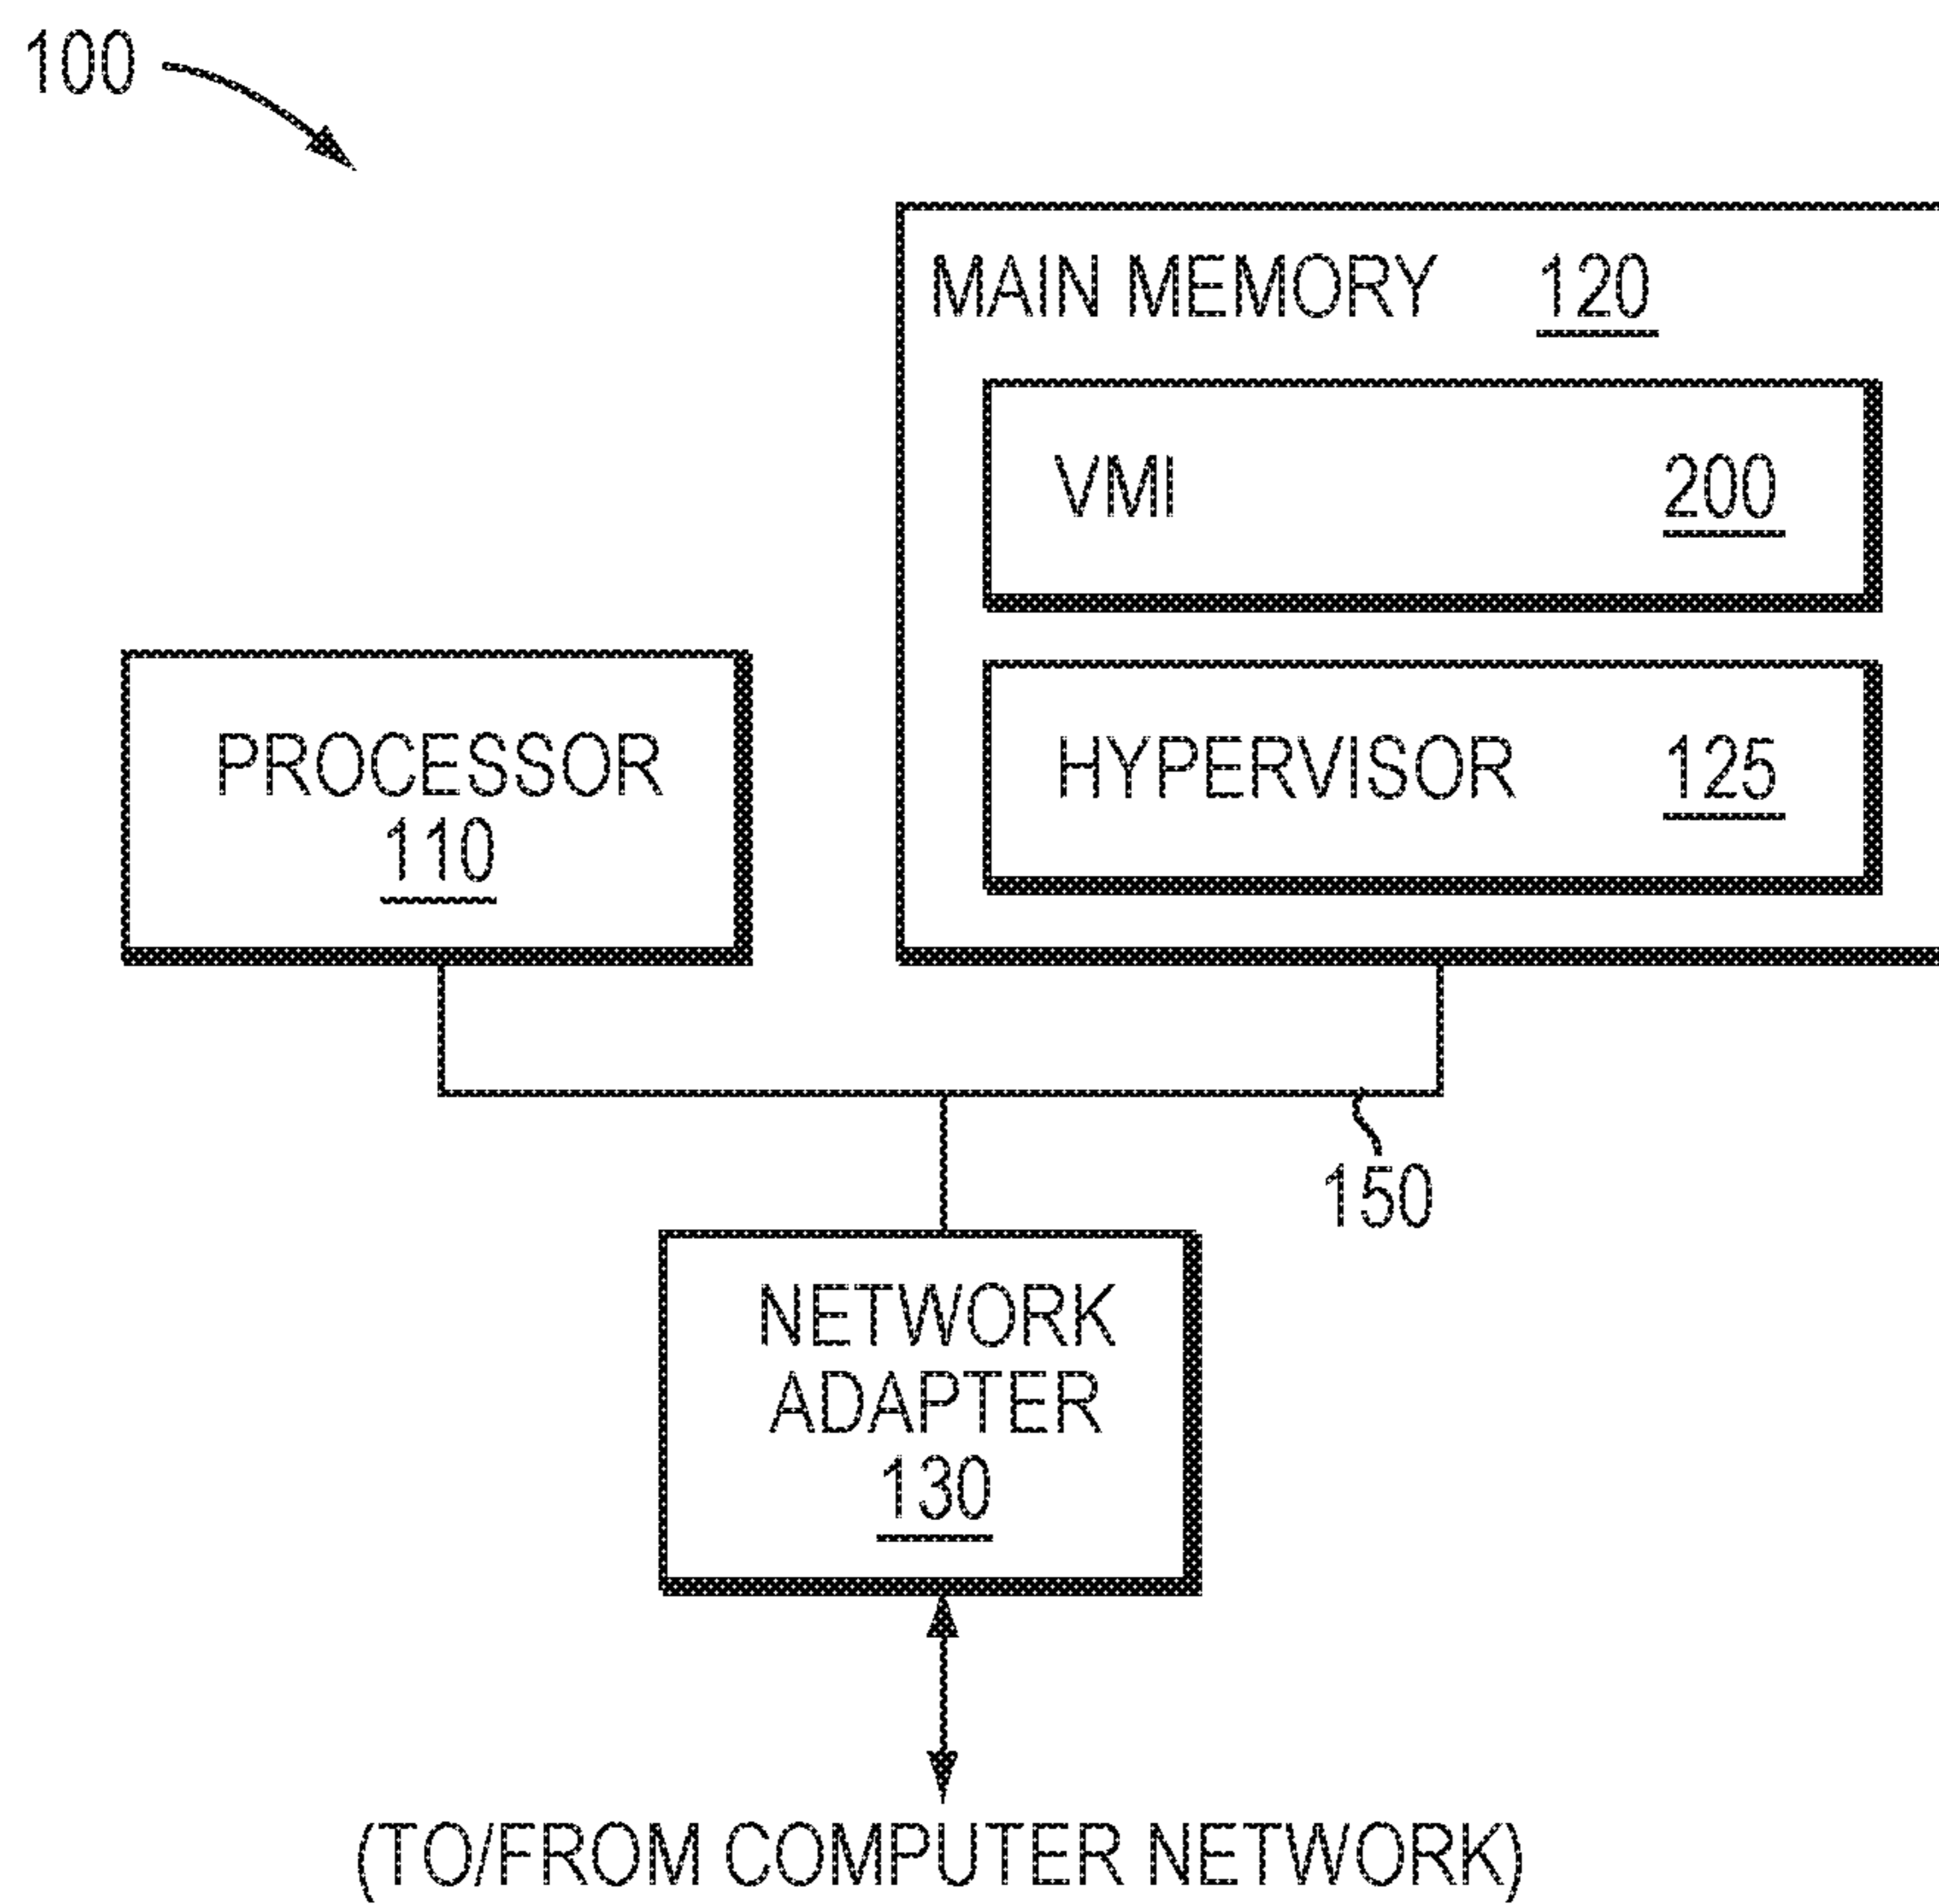 100
MAIN MEMORY 120
VMI 200
HYPERVISOR 125
PROCESSOR
110
150
NETWORK
ADAPTER
130
(TO/FROM COMPUTER NETWORK)